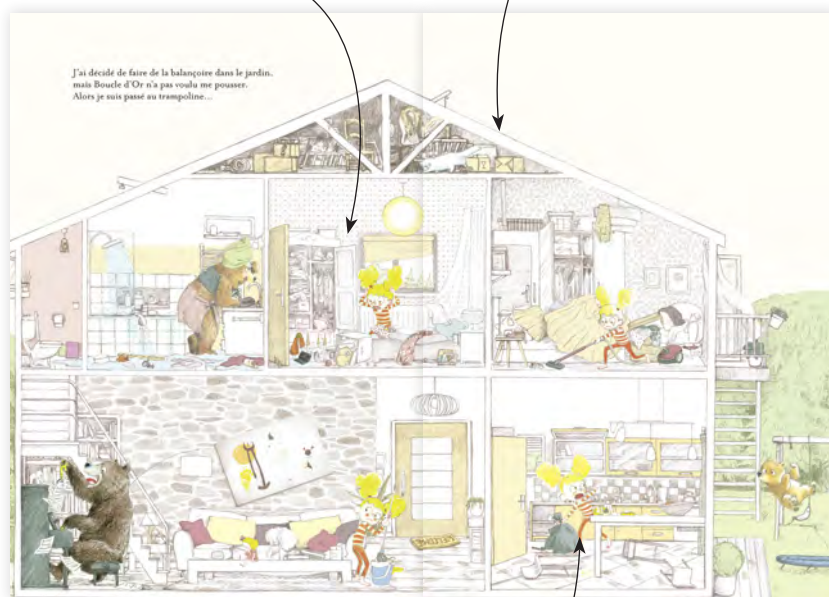 J'ai décidé de faire de la balançoire dans le jardin,
mais Boucle d'Or n'a pas voulu me pousser.
Alors je suis passé au trampoline...
WELCOME